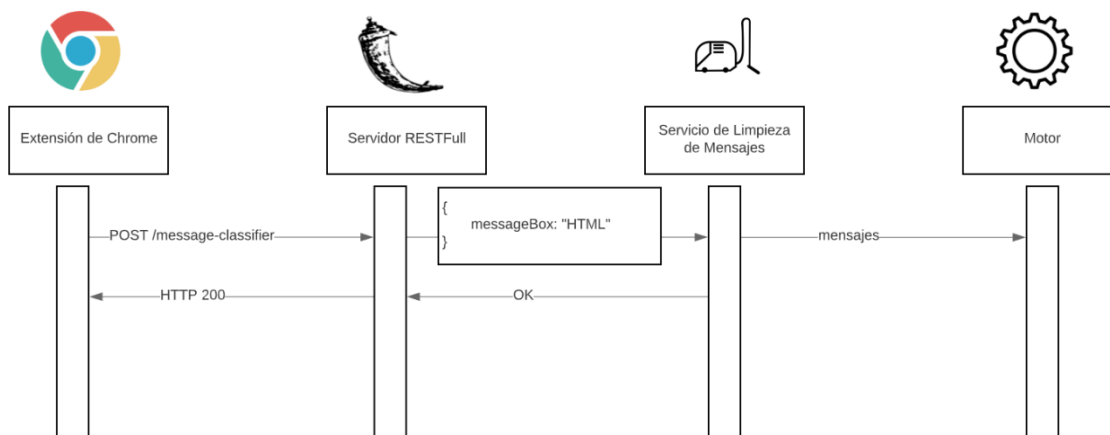 Extensión de Chrome
Servidor RESTFull
Servicio de Limpieza
de Mensajes
Motor
{
messageBox: "HTML"
}
POST /message-classifier
mensajes
HTTP 200
OK